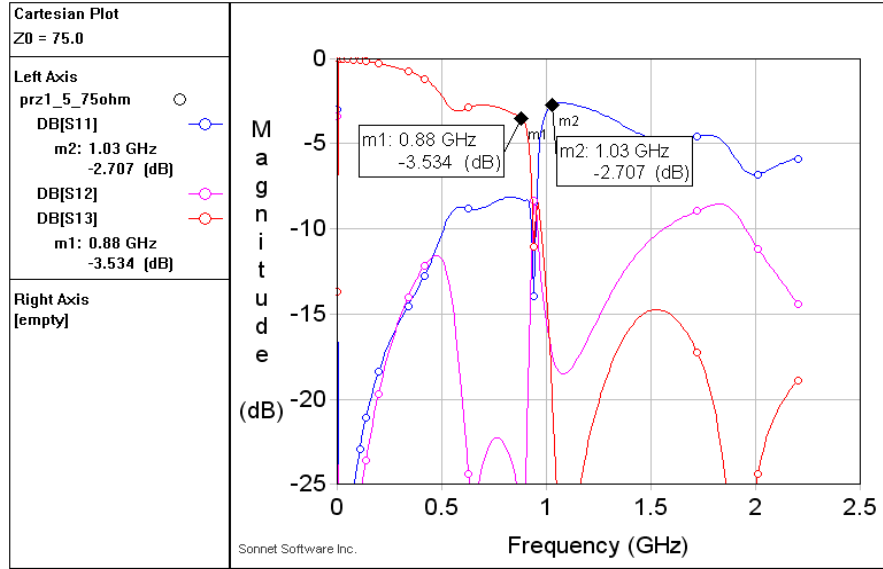 Cartesian Plot
Z0 = 75.0
Left Axis
prz1_5_75ohm
DB[S11]
m2: 1.03 GHz
-2.707 (dB)
DB[S12]
DB[S13]
m1: 0.88 GHz
-3.534 (dB)
Right Axis
[empty]
Magnitude
(dB)
0
-5
-10
-15
-20
-25
m1: 0.88 GHz
-3.534 (dB)
m1
m2
m2: 1.03 GHz
-2.707 (dB)
0
0.5
1
1.5
2
2.5
Frequency (GHz)
Sonnet Software Inc.